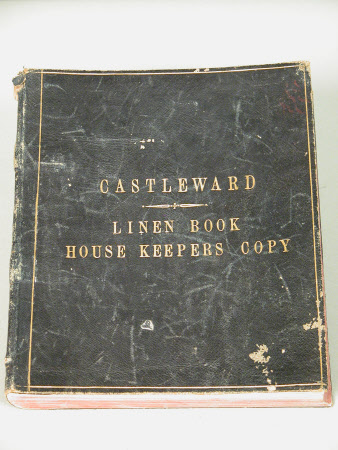 CASTLEWARD
LINEN BOOK
HOUSE KEEPERS COPY